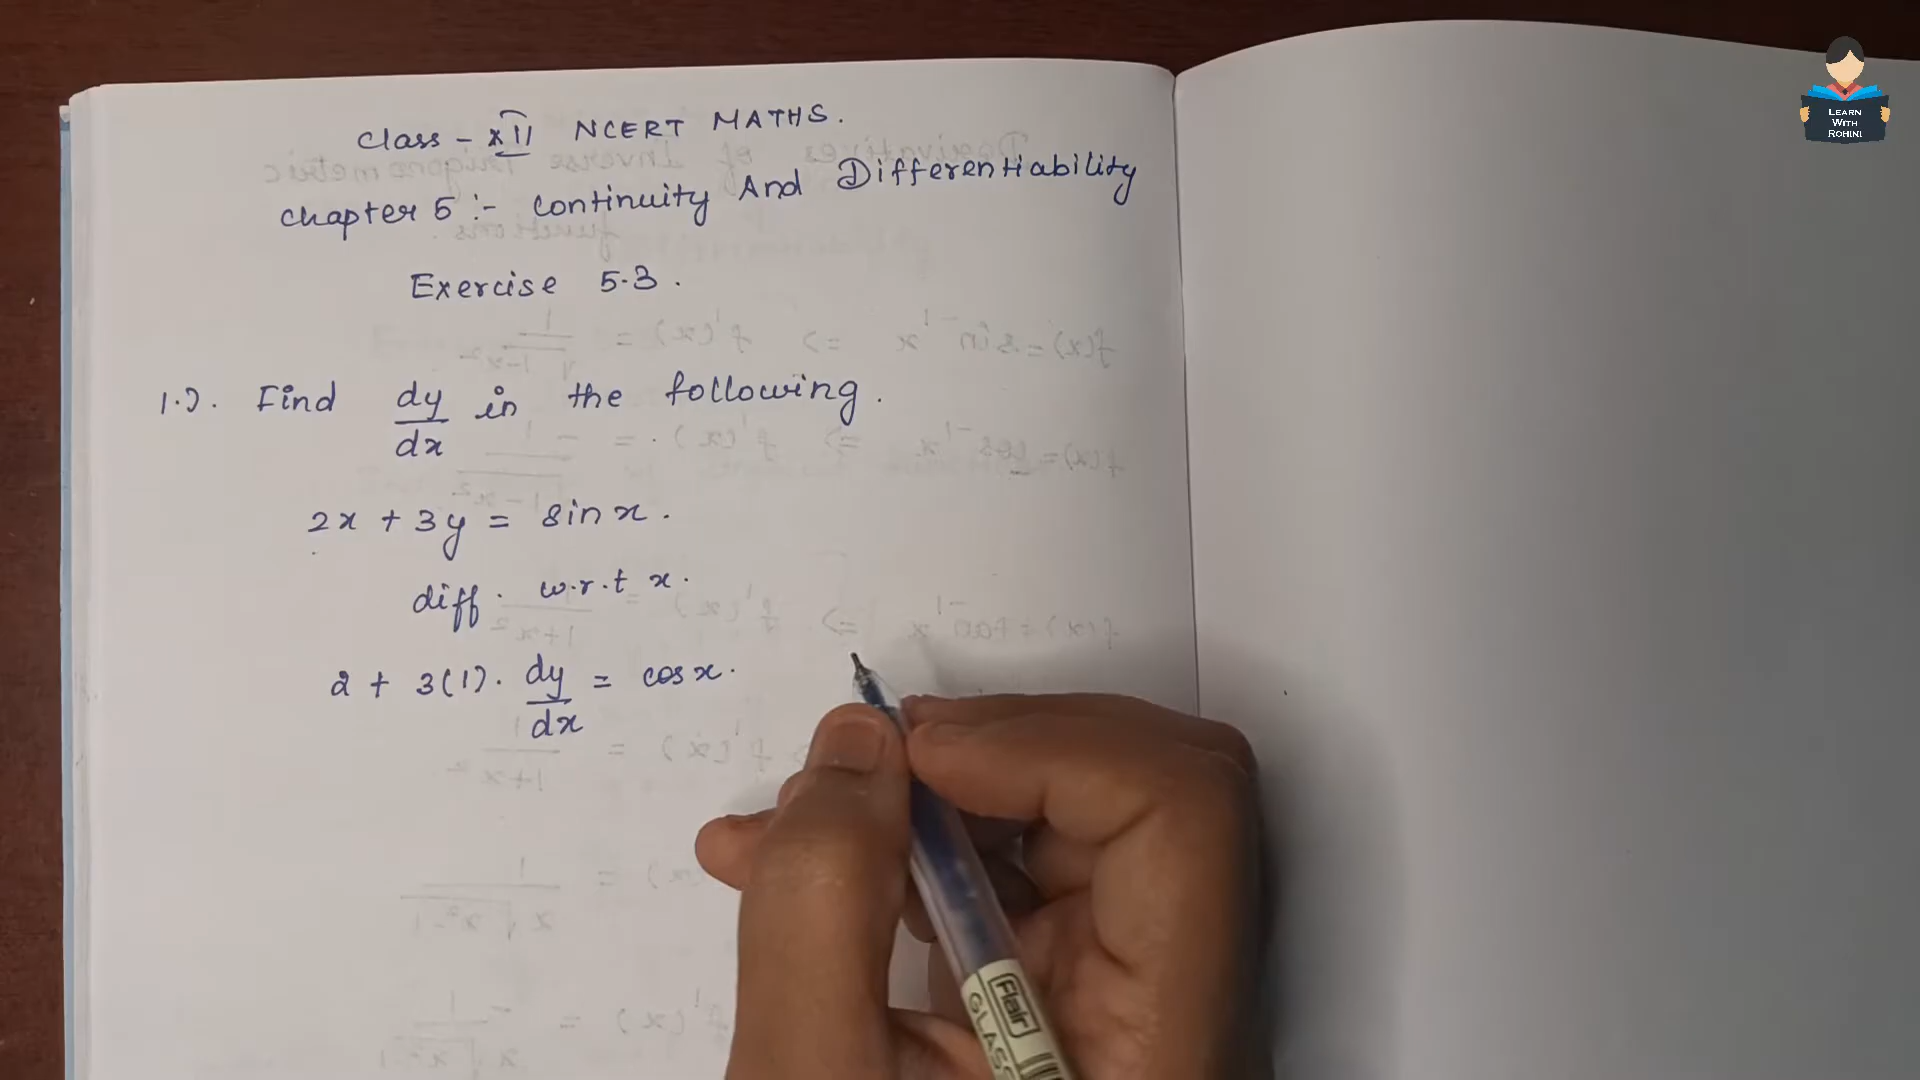 Class - XII NCERT MATHS.
Chapter 5 :- Continuity And Differentiability
Exercise 5.3.
1.). Find dy/dx in the following.
2x + 3y = sin x.
diff. w.r.t x.
2 + 3(1). dy/dx = cos x.
LEARN
WITH
ROHINI
Flair
GLASS